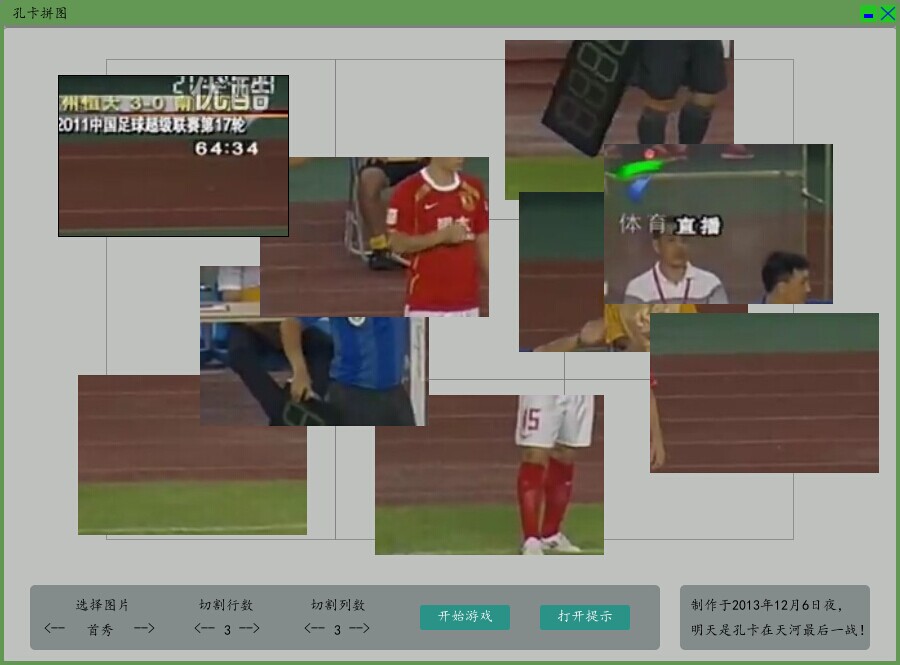 孔卡拼图
优酷
州恒大 3-0 南
2011中国足球超级联赛第17轮
64:34
体育 直播
15
选择图片
<-- 首秀 -->
切割行数
<-- 3 -->
切割列数
<-- 3 -->
开始游戏
打开提示
制作于2013年12月6日夜,
明天是孔卡在天河最后一战!